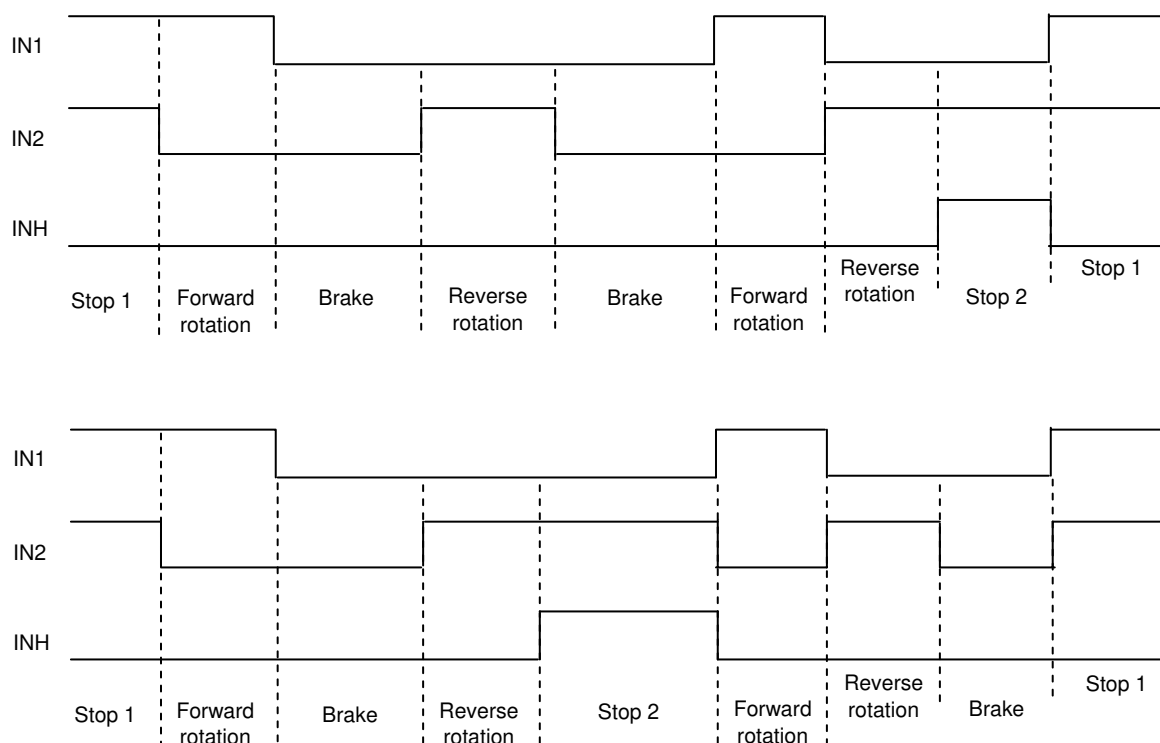 IN1
IN2
INH
Stop 1
Forward
rotation
Brake
Reverse
rotation
Brake
Forward
rotation
Reverse
rotation
Stop 2
Stop 1
IN1
IN2
INH
Stop 1
Forward
rotation
Brake
Reverse
rotation
Stop 2
Forward
rotation
Reverse
rotation
Brake
Stop 1